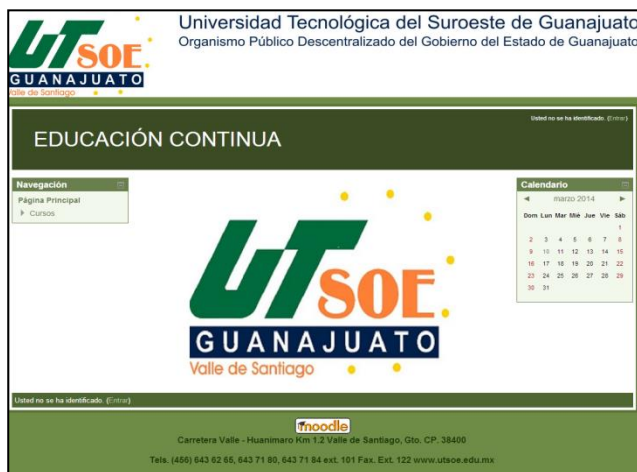 UTSOE
GUANAJUATO
Valle de Santiago
Universidad Tecnológica del Suroeste de Guanajuato
Organismo Público Descentralizado del Gobierno del Estado de Guanajuato
Usted no se ha identificado. (Entrar)
EDUCACIÓN CONTINUA
Navegación
Página Principal
Cursos
UTSOE
GUANAJUATO
Valle de Santiago
Calendario
marzo 2014
Dom Lun Mar Mié Jue Vie Sáb
1
2 3 4 5 6 7 8
9 10 11 12 13 14 15
16 17 18 19 20 21 22
23 24 25 26 27 28 29
30 31
Usted no se ha identificado. (Entrar)
moodle
Carretera Valle - Huanimaro Km 1.2 Valle de Santiago, Gto. CP. 38400
Tels. (456) 643 62 65, 643 71 80, 643 71 84 ext. 101 Fax. Ext. 122 www.utsoe.edu.mx